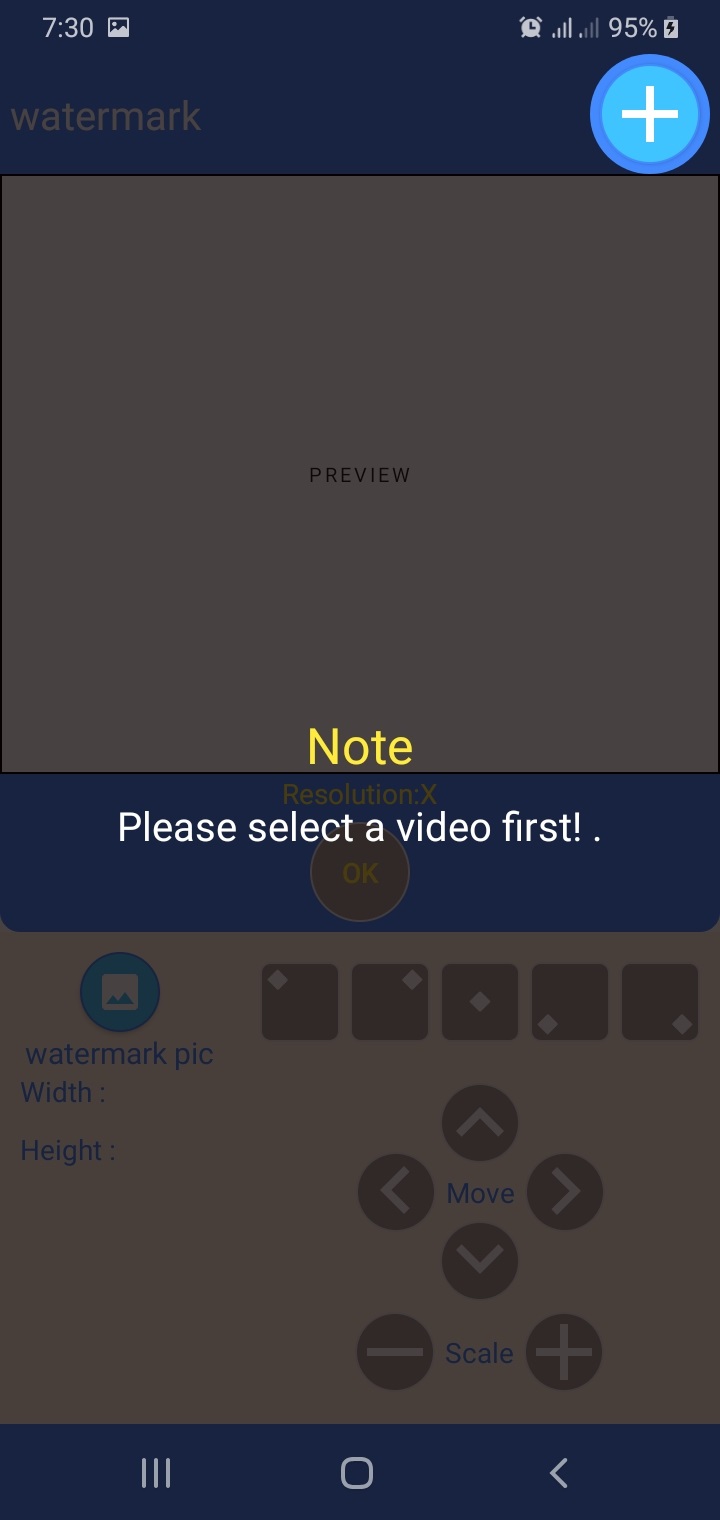 7:30
95%
watermark
PREVIEW
Note
Resolution:X
Please select a video first! .
OK
watermark pic
Width :
Height :
Move
Scale